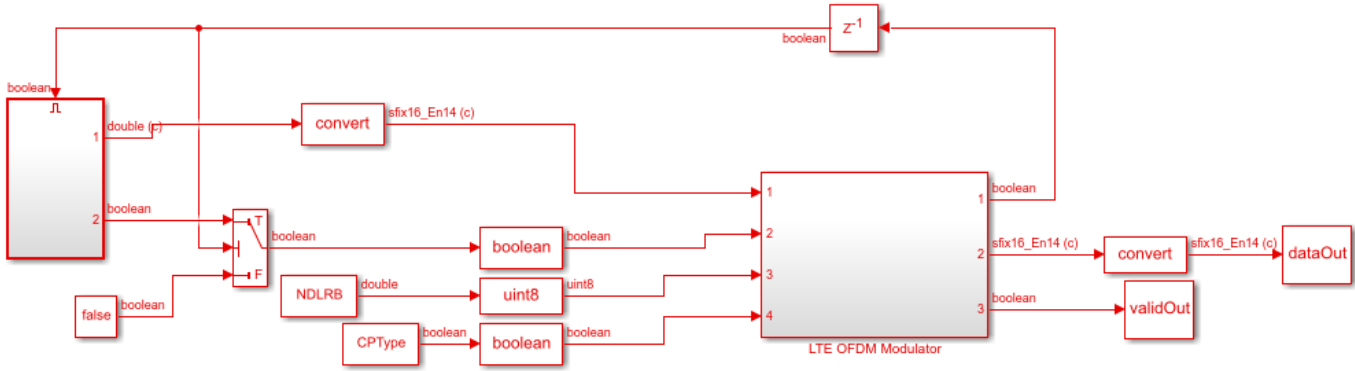 z-1
boolean
boolean
double (c)
1
convert
sfix16_En14 (c)
1
1
boolean
2
boolean
T
boolean
boolean
boolean
2
2
sfix16_En14 (c)
convert
sfix16_En14 (c)
dataOut
F
NDLRB
double
uint8
uint8
3
3
boolean
validOut
false
boolean
CPType
boolean
boolean
boolean
4
LTE OFDM Modulator